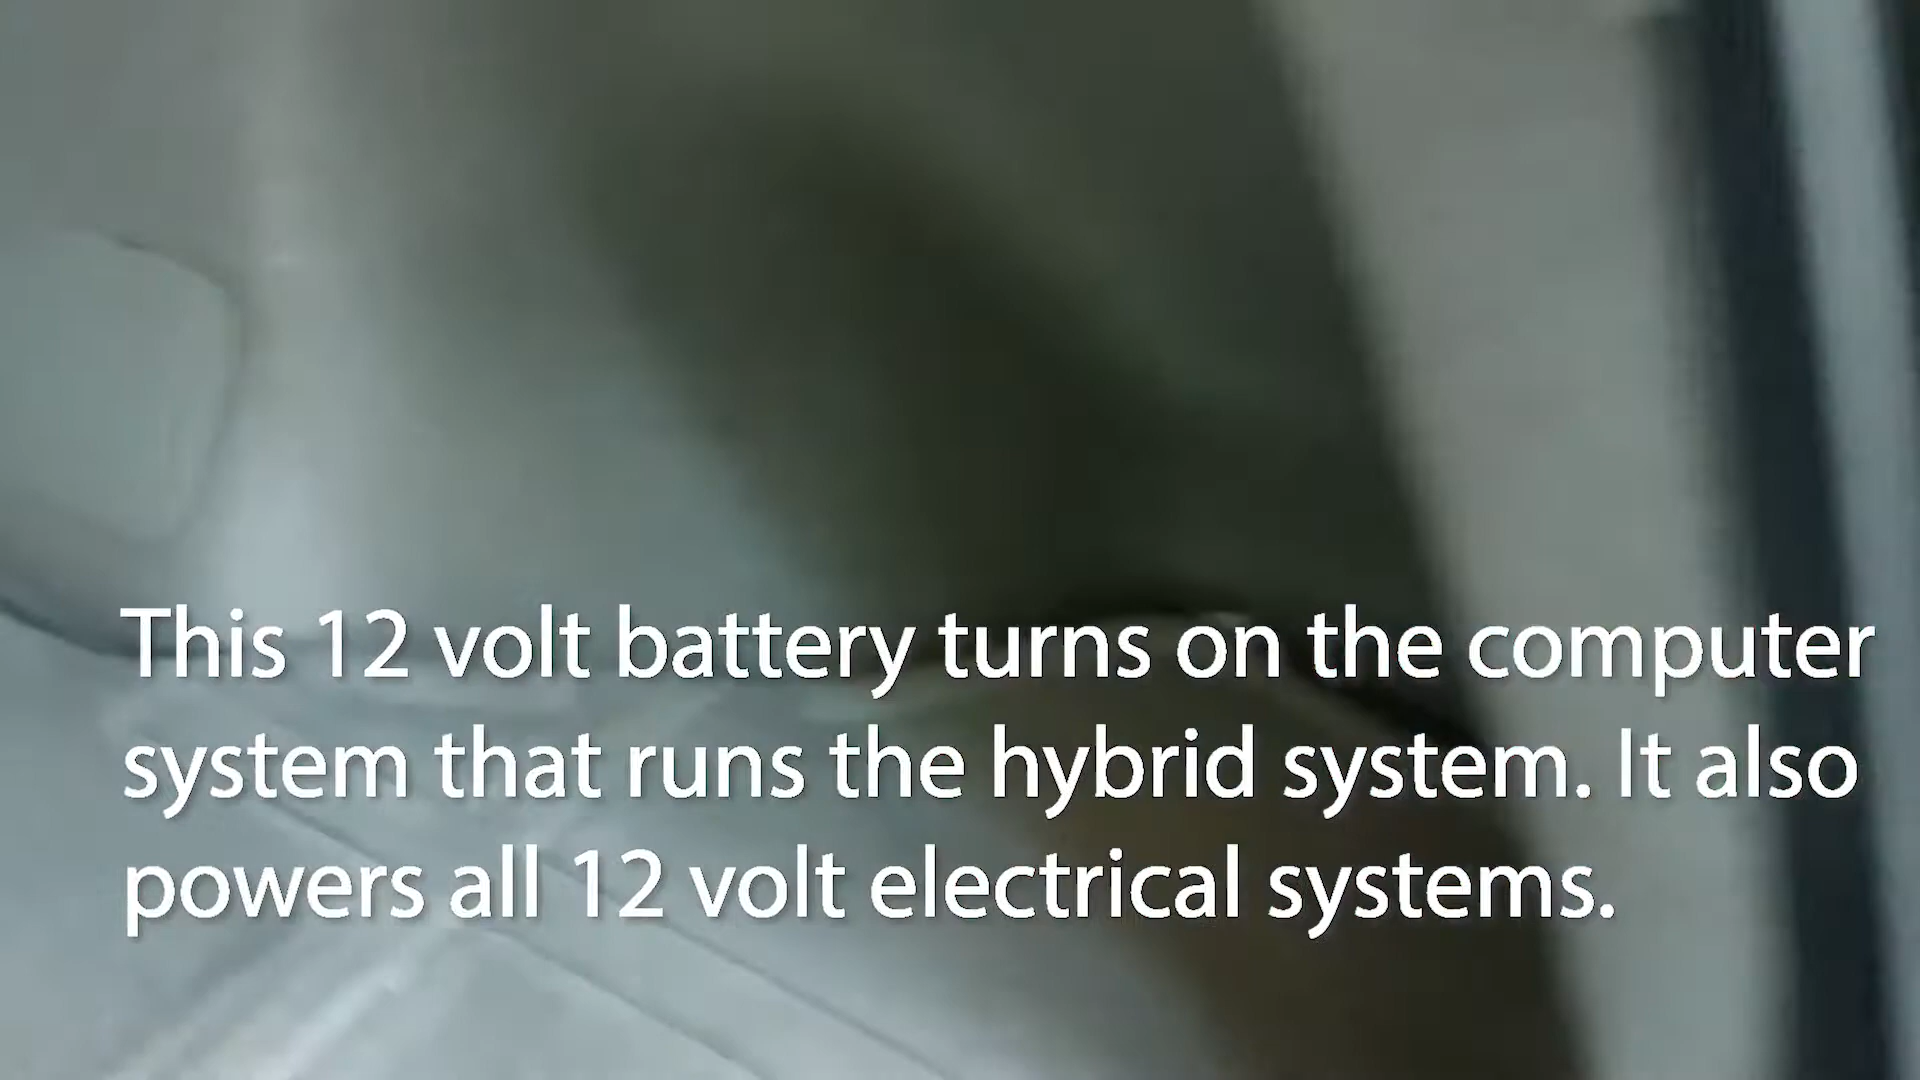 This 12 volt battery turns on the computer
system that runs the hybrid system. It also
powers all 12 volt electrical systems.